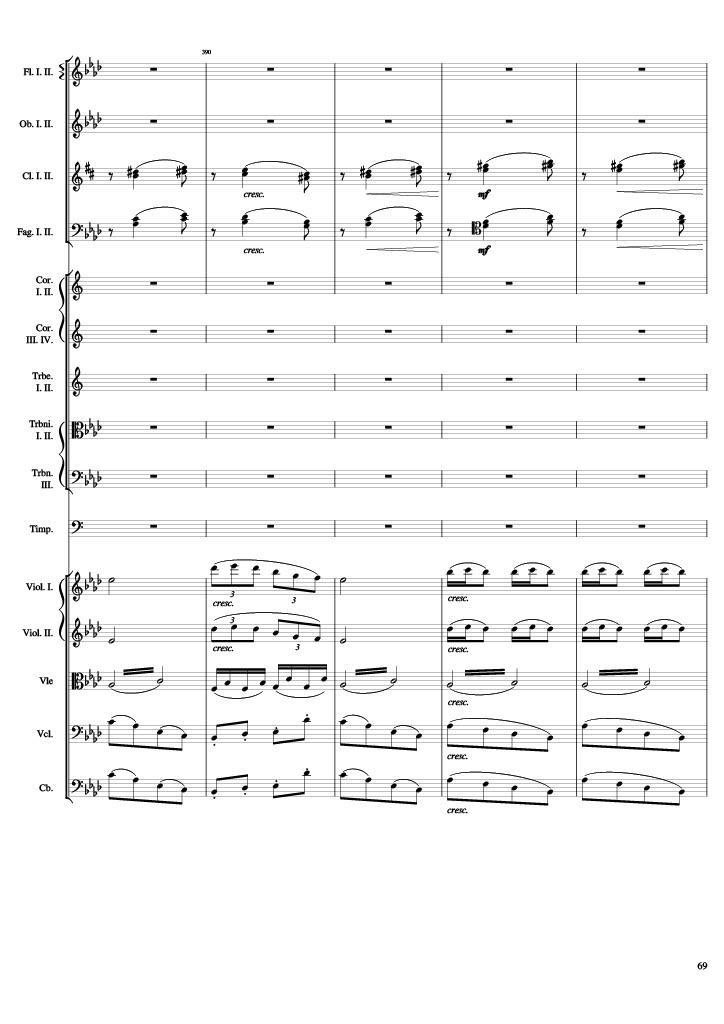 390
Fl. I. II.
Ob. I. II.
Cl. I. II.
cresc. mf
Fag. I. II.
cresc. mf
Cor.
I. II.
Cor.
III. IV.
Trbe.
I. II.
Trbni.
I. II.
Trbn.
III.
Timp.
Viol. I.
3 3
cresc. cresc.
Viol. II.
3 3
cresc. cresc.
Vle
cresc.
Vcl.
cresc.
Cb.
cresc.
69